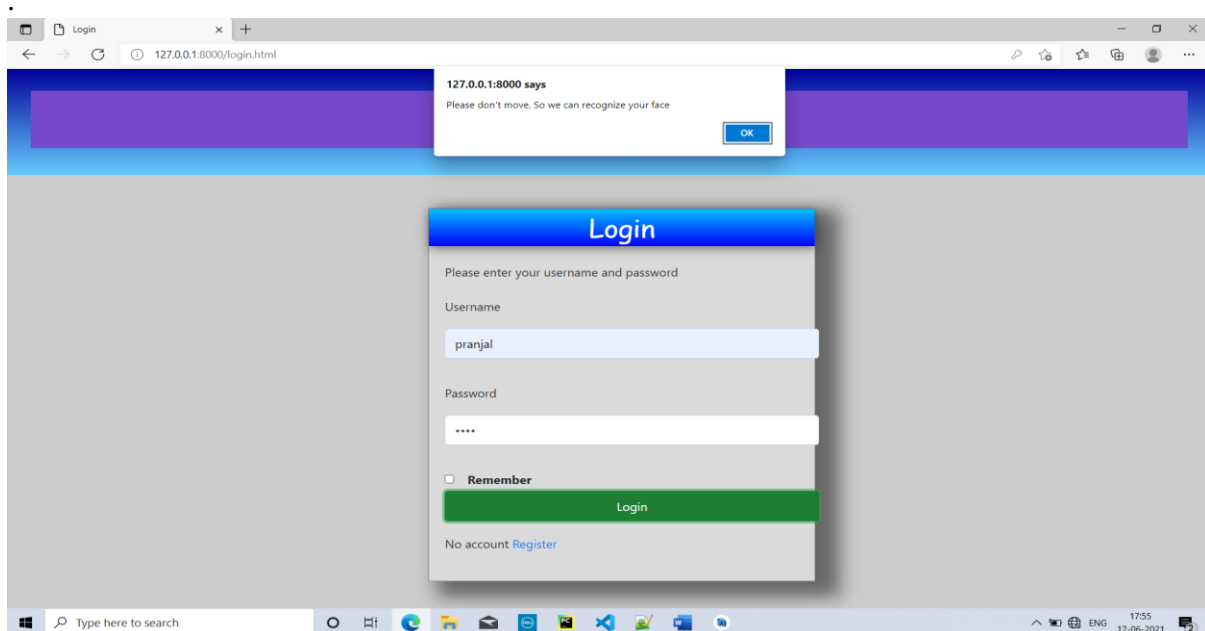 .
Login
127.0.0.1:8000/login.html
127.0.0.1:8000 says
Please don't move, So we can recognize your face
OK
Login
Please enter your username and password
Username
pranjal
Password
••••
Remember
Login
No account Register
Type here to search
ENG
17:55
17-06-2021